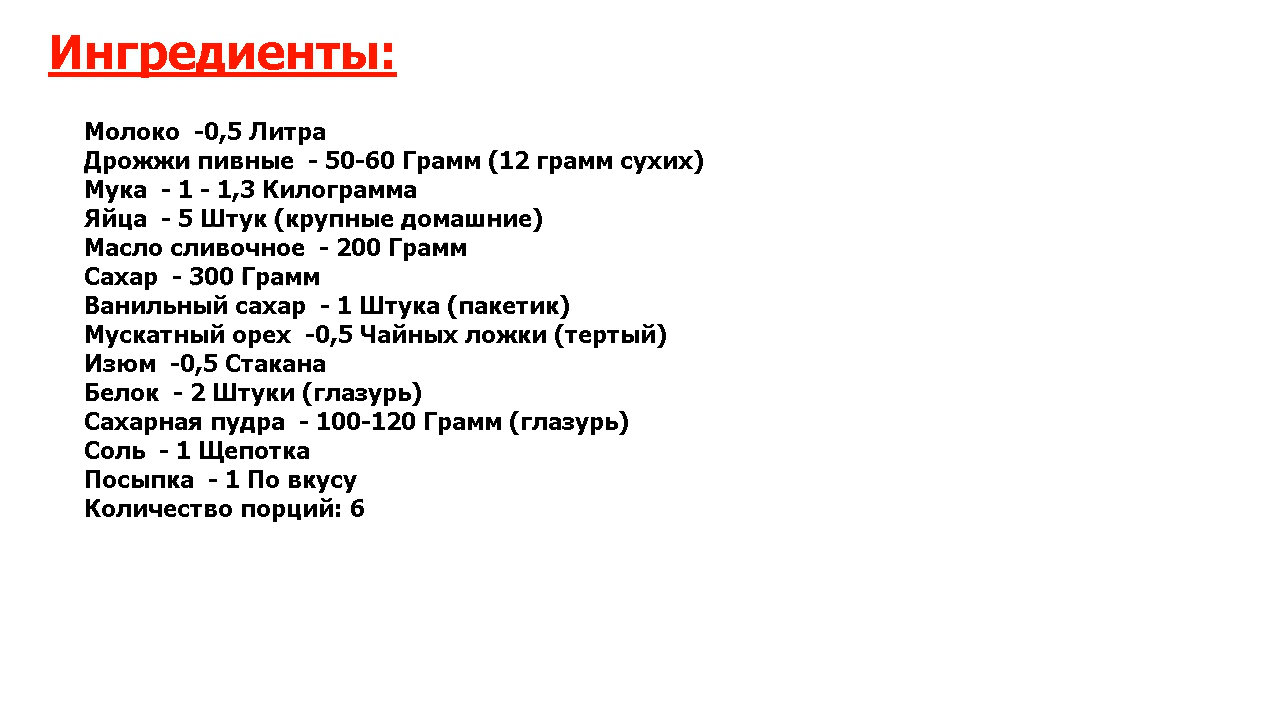 Ингредиенты:
Молоко  -0,5 Литра
Дрожжи пивные  - 50-60 Грамм (12 грамм сухих)
Мука  - 1 - 1,3 Килограмма
Яйца  - 5 Штук (крупные домашние)
Масло сливочное  - 200 Грамм
Сахар  - 300 Грамм
Ванильный сахар  - 1 Штука (пакетик)
Мускатный орех  -0,5 Чайных ложки (тертый)
Изюм  -0,5 Стакана
Белок  - 2 Штуки (глазурь)
Сахарная пудра  - 100-120 Грамм (глазурь)
Соль  - 1 Щепотка
Посыпка  - 1 По вкусу
Количество порций: 6